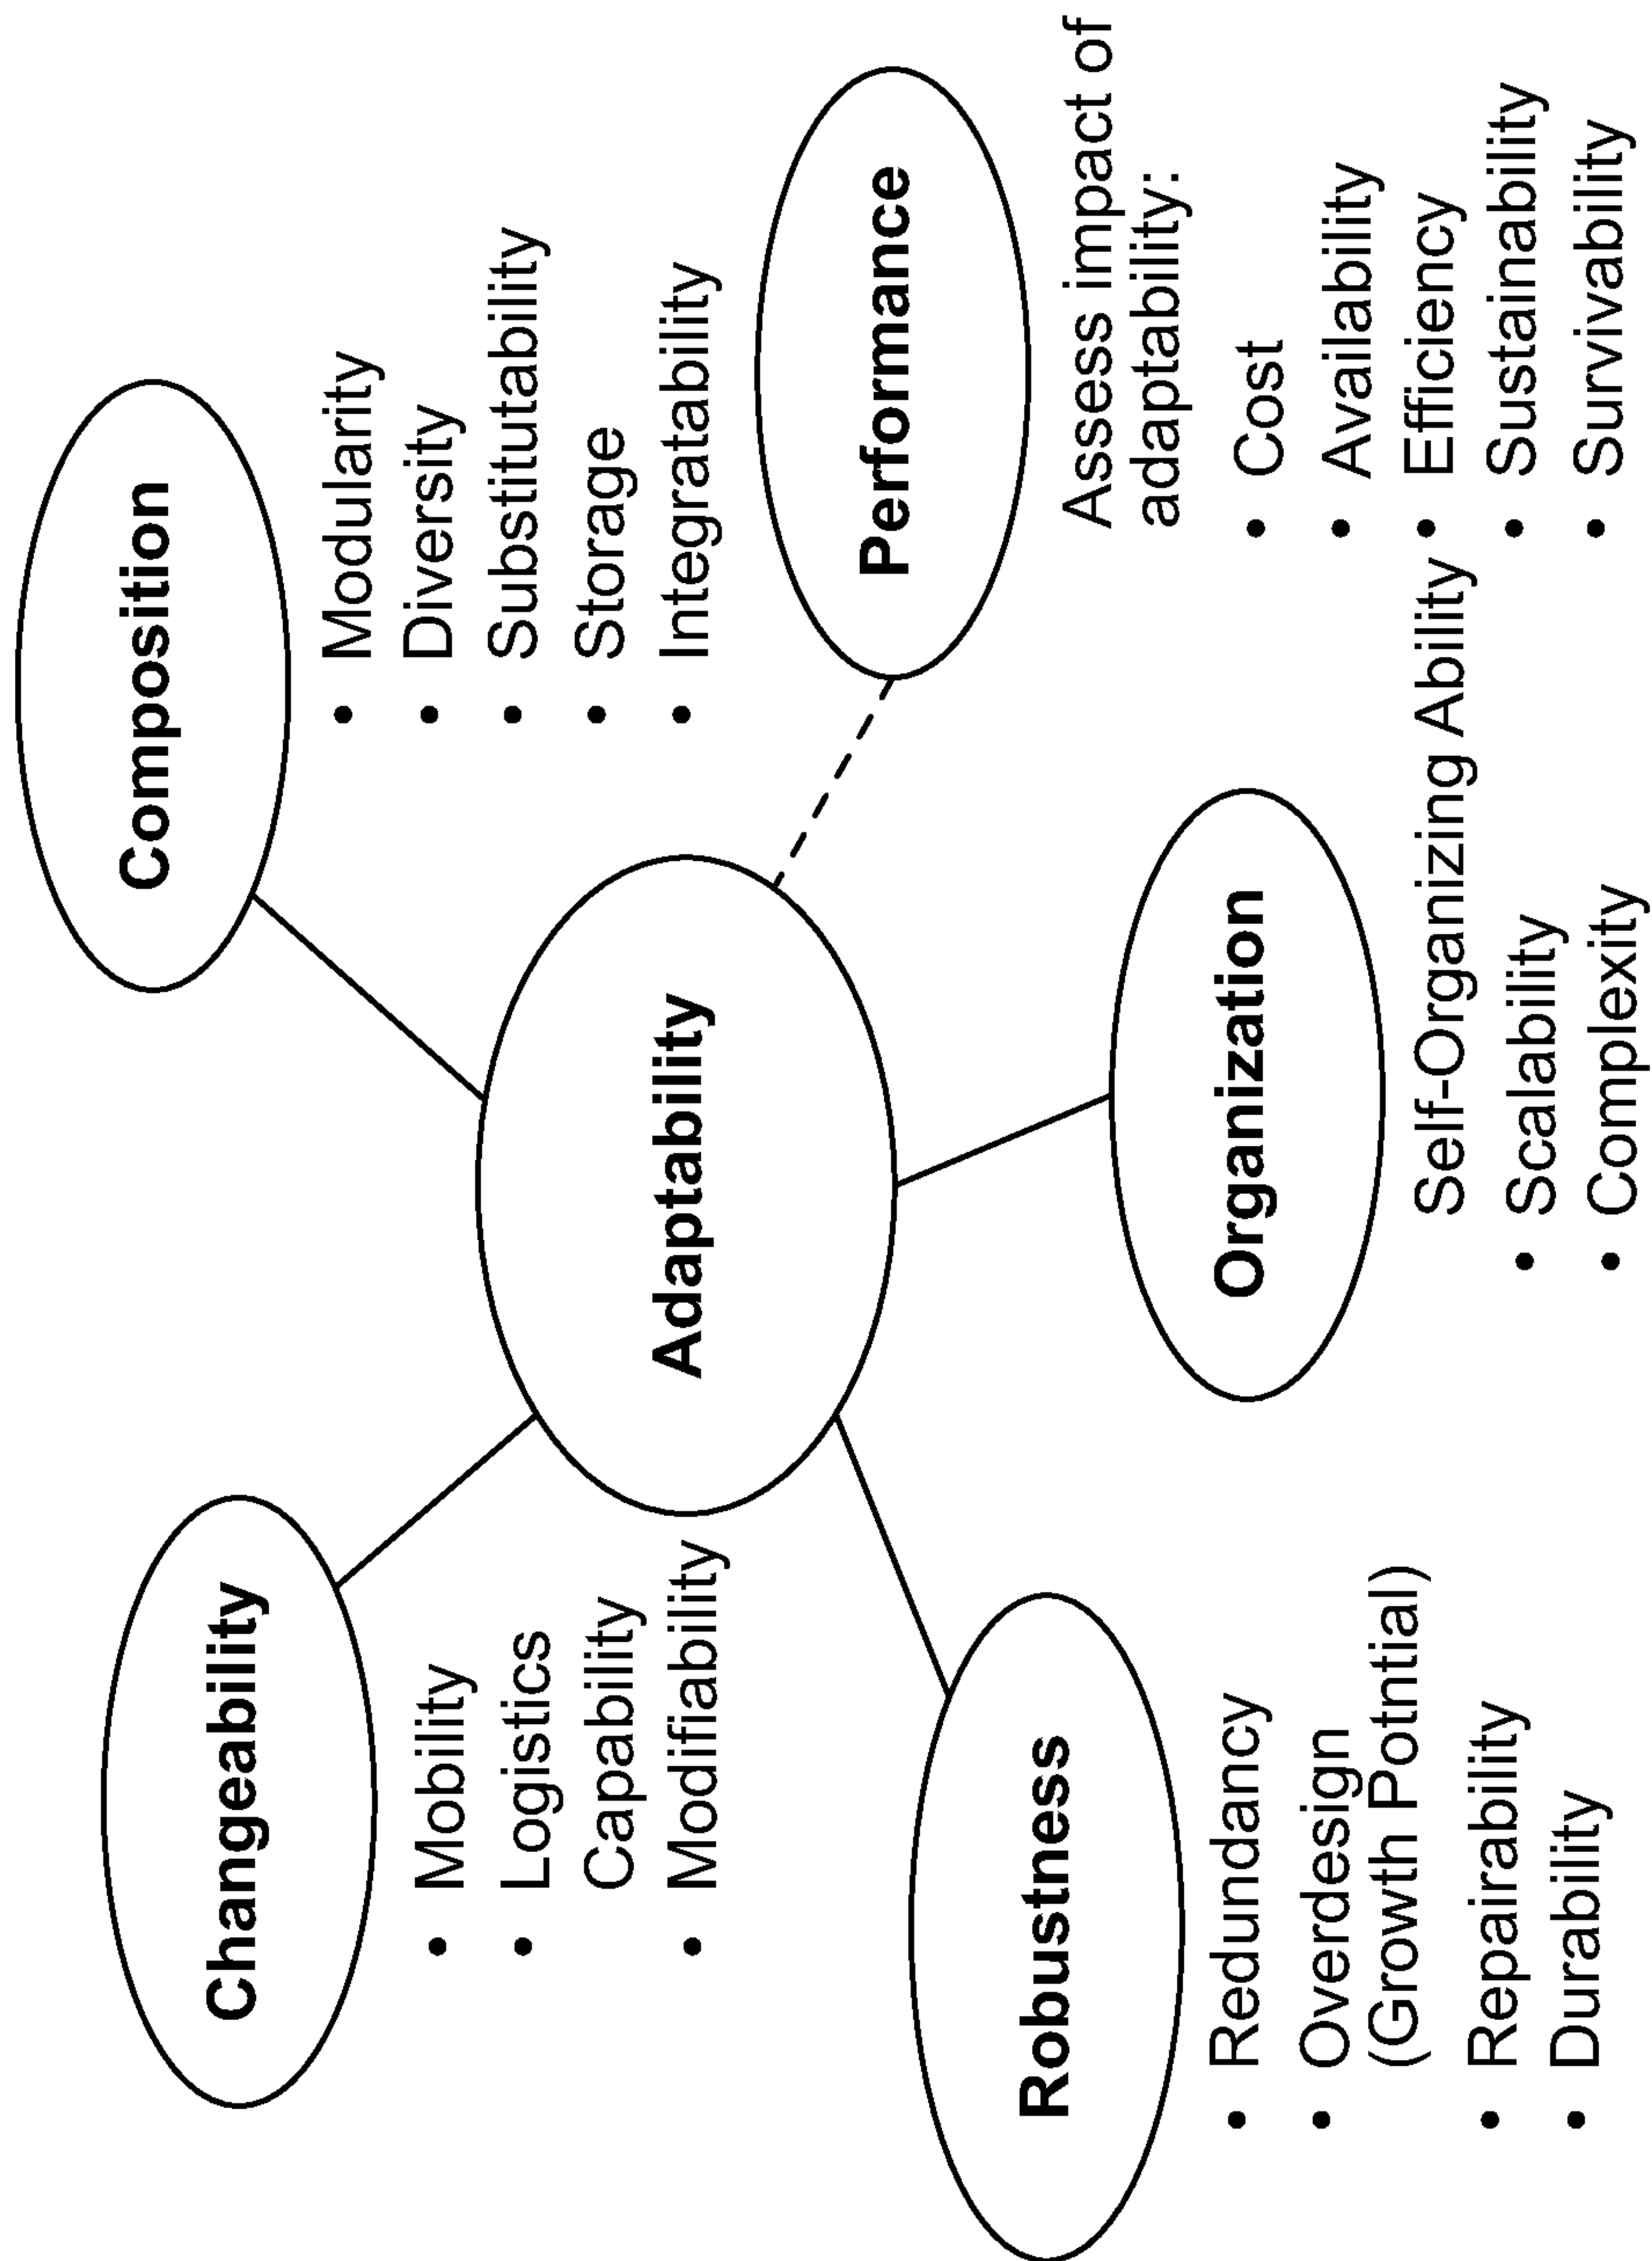 Changeability
• Mobility
• Logistics
Capability
• Modifiability
Composition
• Modularity
• Diversity
• Substitutability
• Storage
• Integratability
Adaptability
Robustness
• Redundancy
• Overdesign
(Growth Potntial)
• Repairability
• Durability
Organization
Self-Organizing Ability
• Scalability
• Complexity
Performance
Assess impact of
adaptability:
• Cost
• Availability
• Efficiency
• Sustainability
• Survivability